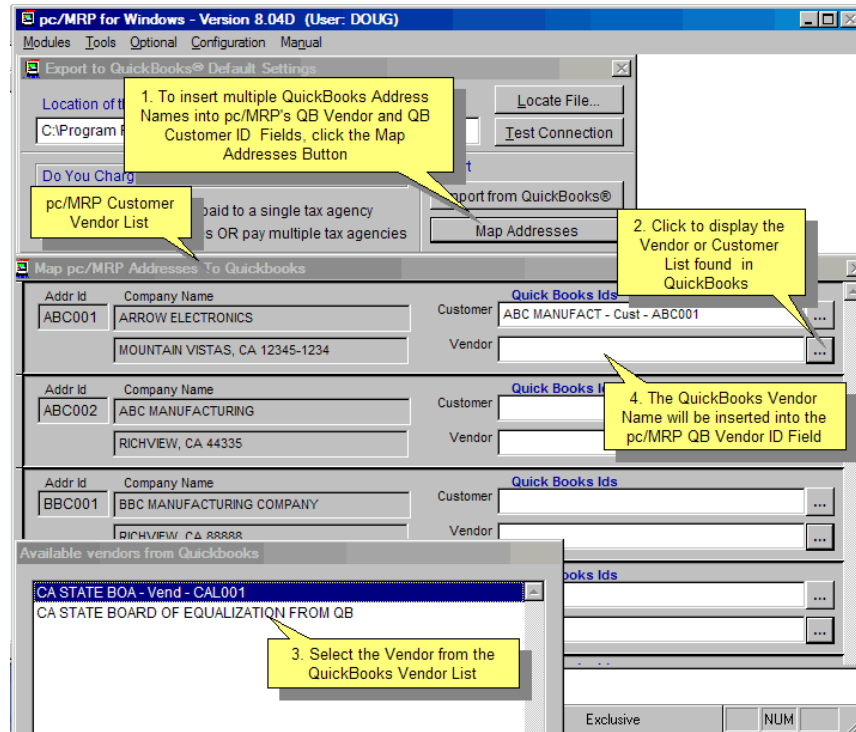 pc/MRP for Windows - Version 8.04D (User: DOUG)
Modules Tools Optional Configuration Manual
Export to QuickBooks® Default Settings
Location of th
C:\Program F
Locate File...
Test Connection
1. To insert multiple QuickBooks Address
Names into pc/MRP's QB Vendor and QB
Customer ID Fields, click the Map
Addresses Button
Do You Charg
paid to a single tax agency
s OR pay multiple tax agencies
Import from QuickBooks®
Map Addresses
pc/MRP Customer
Vendor List
2. Click to display the
Vendor or Customer
List found in
QuickBooks
Map pc/MRP Addresses To Quickbooks
Addr Id Company Name Quick Books Ids
ABC001 ARROW ELECTRONICS Customer ABC MANUFACT - Cust - ABC001 ...
MOUNTAIN VISTAS, CA 12345-1234 Vendor ...
Addr Id Company Name Quick Books I
ABC002 ABC MANUFACTURING Customer
RICHVIEW, CA 44335 Vendor
4. The QuickBooks Vendor
Name will be inserted into the
pc/MRP QB Vendor ID Field
Addr Id Company Name Quick Books Ids
BBC001 BBC MANUFACTURING COMPANY Customer ...
RICHVIEW, CA 88888 Vendor ...
Available vendors from Quickbooks
ooks Ids
...
...
CA STATE BOA - Vend - CAL001
CA STATE BOARD OF EQUALIZATION FROM QB
3. Select the Vendor from the
QuickBooks Vendor List
Exclusive NUM